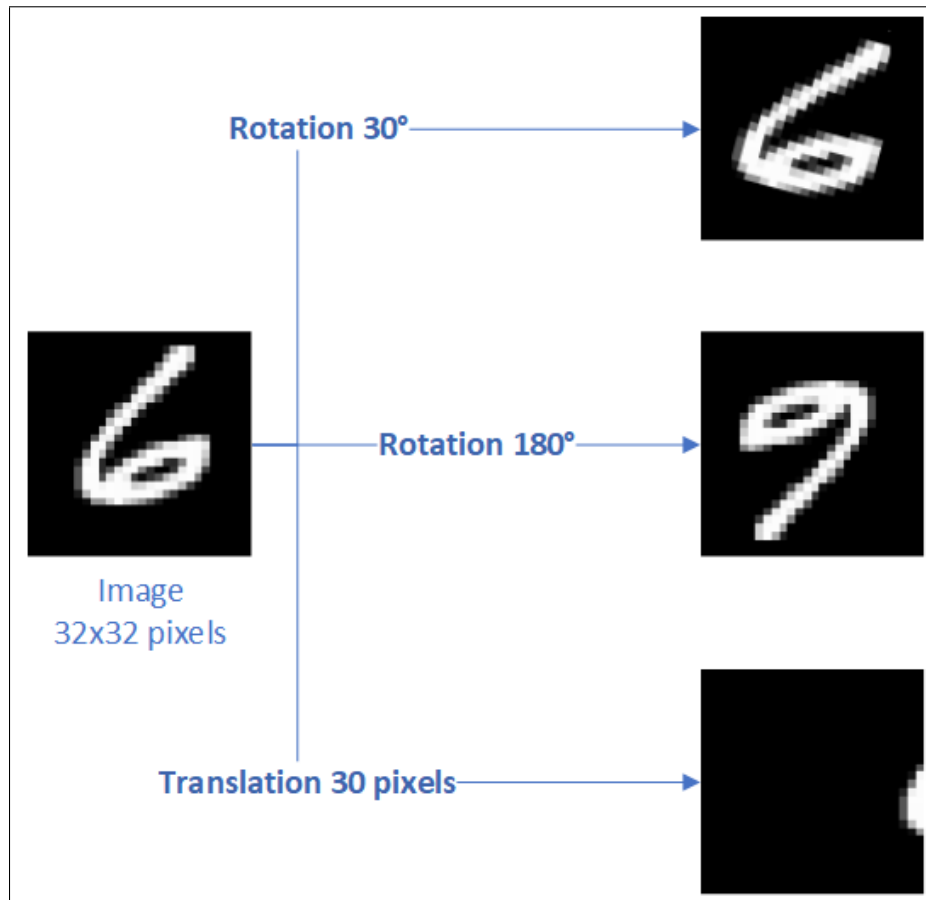 Rotation 30°
Rotation 180°
Image
32x32 pixels
Translation 30 pixels